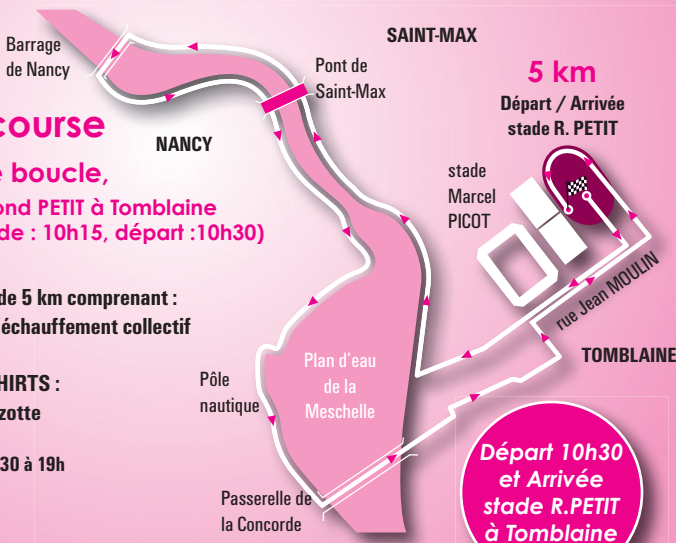 SAINT-MAX
Barrage
de Nancy
Pont de
Saint-Max
5 km
Départ / Arrivée
stade R. PETIT
course
NANCY
boucle,
stade
Marcel
PICOT
PETIT à Tomblaine
: 10h15, départ :10h30)
rue Jean MOULIN
de 5 km comprenant :
échauffement collectif
TOMBLAINE
Plan d'eau
de la
Meschelle
Pôle
nautique
HIRTS :
zotte
30 à 19h
Départ 10h30
et Arrivée
stade R.PETIT
à Tomblaine
Passerelle de
la Concorde